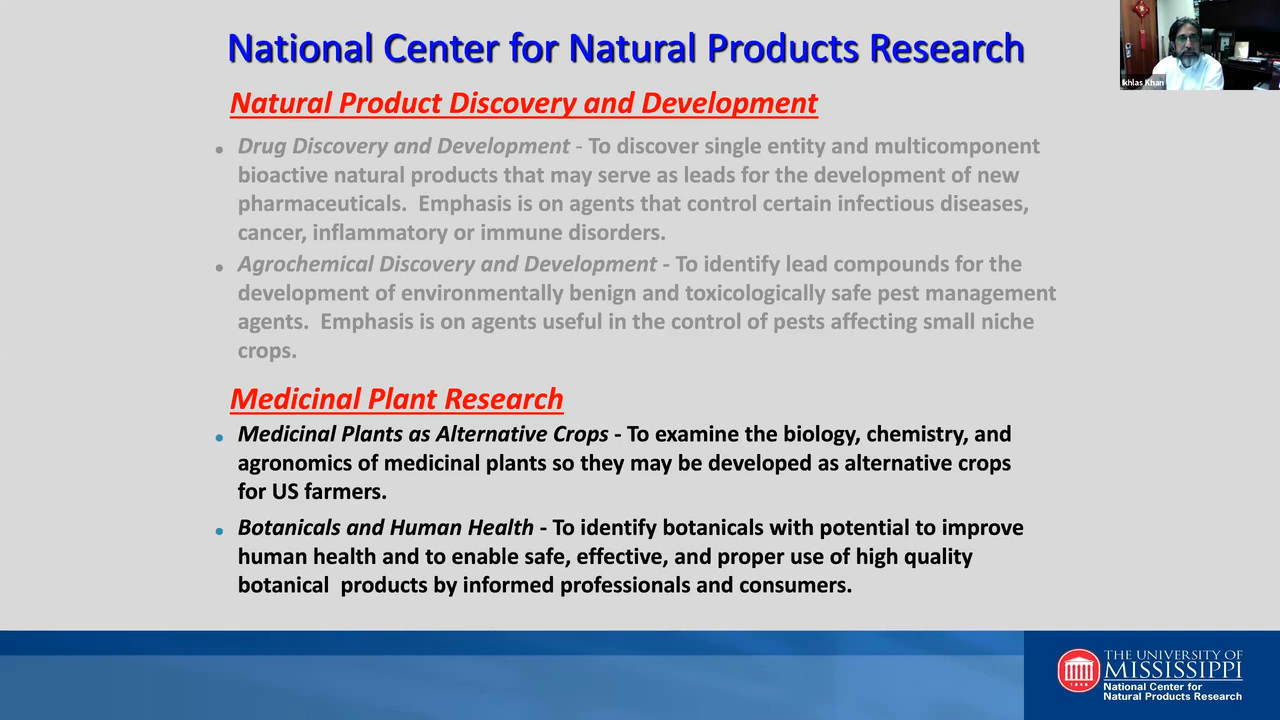 National Center for Natural Products Research
Ikhlas Khan
Natural Product Discovery and Development
• Drug Discovery and Development - To discover single entity and multicomponent
bioactive natural products that may serve as leads for the development of new
pharmaceuticals. Emphasis is on agents that control certain infectious diseases,
cancer, inflammatory or immune disorders.
• Agrochemical Discovery and Development - To identify lead compounds for the
development of environmentally benign and toxicologically safe pest management
agents. Emphasis is on agents useful in the control of pests affecting small niche
crops.
Medicinal Plant Research
• Medicinal Plants as Alternative Crops - To examine the biology, chemistry, and
agronomics of medicinal plants so they may be developed as alternative crops
for US farmers.
• Botanicals and Human Health - To identify botanicals with potential to improve
human health and to enable safe, effective, and proper use of high quality
botanical products by informed professionals and consumers.
THE UNIVERSITY OF
MISSISSIPPI
National Center for
Natural Products Research